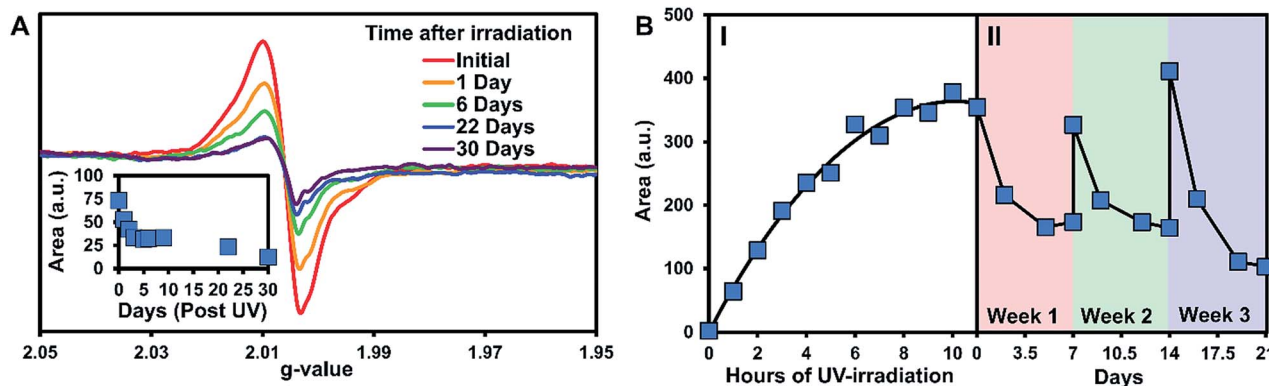 A
Time after irradiation
Initial
1 Day
6 Days
22 Days
30 Days
Area (a.u.)
100
75
50
25
0
0 5 10 15 20 25 30
Days (Post UV)
2.05 2.03 2.01 1.99 1.97 1.95
g-value
B
I II
Area (a.u.)
500
400
300
200
100
0
Week 1 Week 2 Week 3
0 2 4 6 8 10 0 3.5 7 10.5 14 17.5 21
Hours of UV-irradiation Days